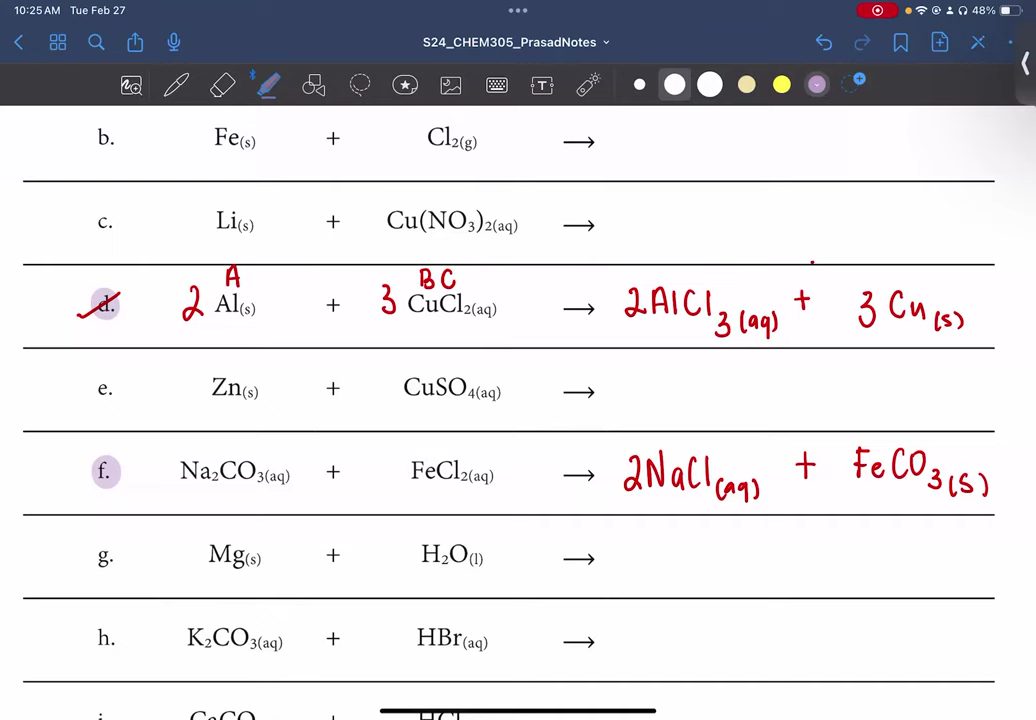 10:25 AM Tue Feb 27
48%
S24_CHEM305_PrasadNotes
b. Fe(s) + Cl₂(g) ⟶
c. Li(s) + Cu(NO₃)₂(aq) ⟶
A B C
d. 2 Al(s) + 3 CuCl₂(aq) ⟶ 2AlCl₃(aq) + 3 Cu(s)
e. Zn(s) + CuSO₄(aq) ⟶
f. Na₂CO₃(aq) + FeCl₂(aq) ⟶ 2NaCl(aq) + FeCO₃(s)
g. Mg(s) + H₂O(l) ⟶
h. K₂CO₃(aq) + HBr(aq) ⟶